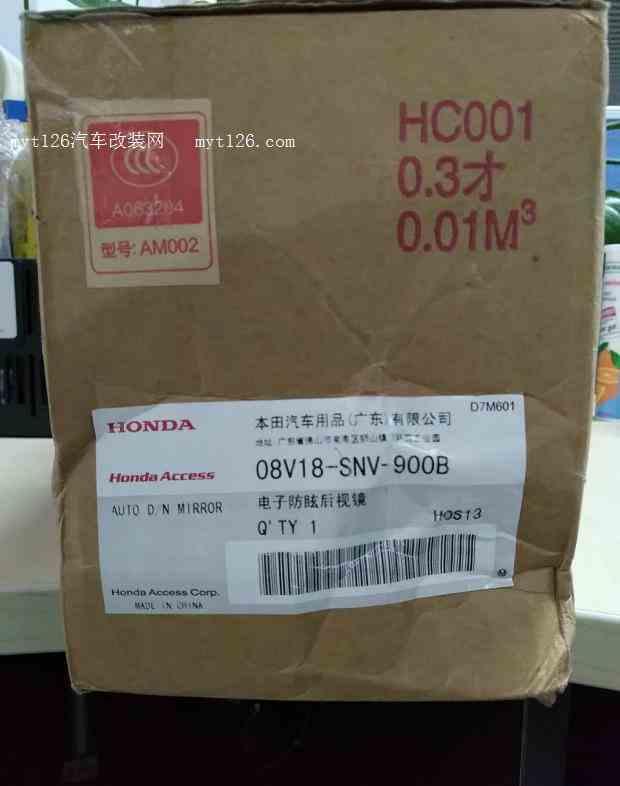 myt126汽车改装网 myt126.com
A063204
型号: AM002
HC001
0.3才
0.01M³
HONDA
本田汽车用品(广东)有限公司
D7M601
Honda Access
08V18-SNV-900B
AUTO D/N MIRROR
电子防眩后视镜
Q'TY 1
HOS13
Honda Access Corp.
MADE IN CHINA